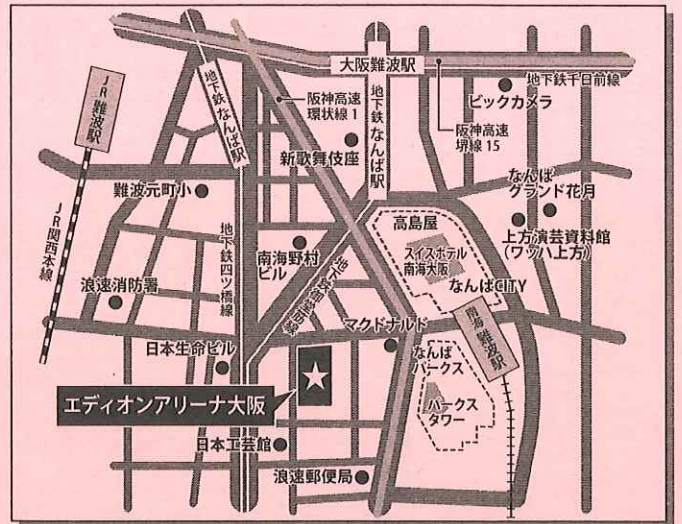 大阪難波駅
地下鉄千日前線
ビックカメラ
阪神高速
環状線 1
阪神高速
堺線 15
JR
難波駅
地下鉄なんば駅
地下鉄なんば駅
新歌舞伎座
なんば
グランド花月
難波元町小
高島屋
上方演芸資料館
(ワッハ上方)
JR関西本線
地下鉄四ツ橋線
南海野村
ビル
スイスホテル
南海大阪
なんばCITY
地下鉄御堂筋線
浪速消防署
マクドナルド
南海
難波駅
日本生命ビル
なんば
パークス
エディオンアリーナ大阪
パークス
タワー
日本工芸館
浪速郵便局